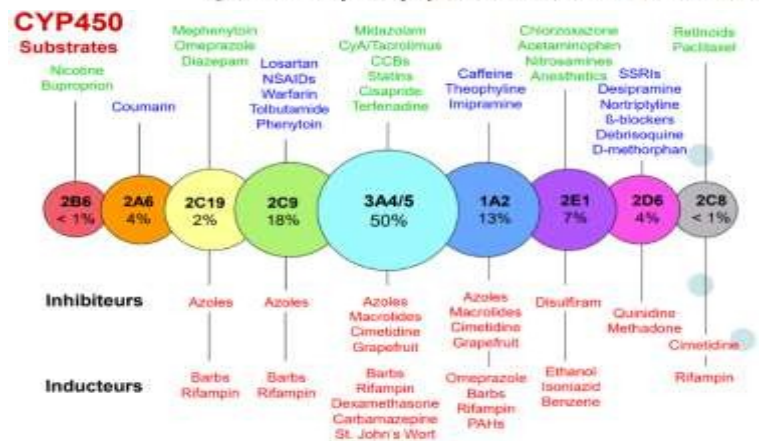 CYP450
Substrates
Nicotine
Buproprion
Coumarin
Mephenytoin
Omeprazole
Diazepam
Losartan
NSAIDs
Warfarin
Tolbutamide
Phenytoin
Midazolam
CyA/Tacrolimus
CCBs
Statins
Cisapride
Terfenadine
Caffeine
Theophyline
Imipramine
Chlorzoxazone
Acetaminophen
Nitrosamines
Anesthetics
SSRIs
Desipramine
Nortriptyline
ß-blockers
Debrisoquine
D-methorphan
Retinoids
Paclitaxel
2B6
< 1%
2A6
4%
2C19
2%
2C9
18%
3A4/5
50%
1A2
13%
2E1
7%
2D6
4%
2C8
< 1%
Inhibiteurs
Azoles
Azoles
Azoles
Macrolides
Cimetidine
Grapefruit
Azoles
Macrolides
Cimetidine
Grapefruit
Disulfiram
Quinidine
Methadone
Cimetidine
Inducteurs
Barbs
Rifampin
Barbs
Rifampin
Barbs
Rifampin
Dexamethasone
Carbamazepine
St. John's Wort
Omeprazole
Barbs
Rifampin
PAHs
Ethanol
Isoniazid
Benzene
Rifampin